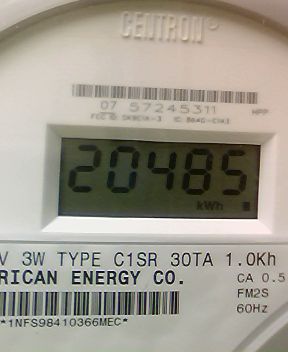 CENTRON®
07 57245311
MPP
20485
kWh
V 3W TYPE C1SR 30TA 1.0Kh
RICAN ENERGY CO.
CA 0.5
FM2S
60Hz
*1NFS98410366MEC*